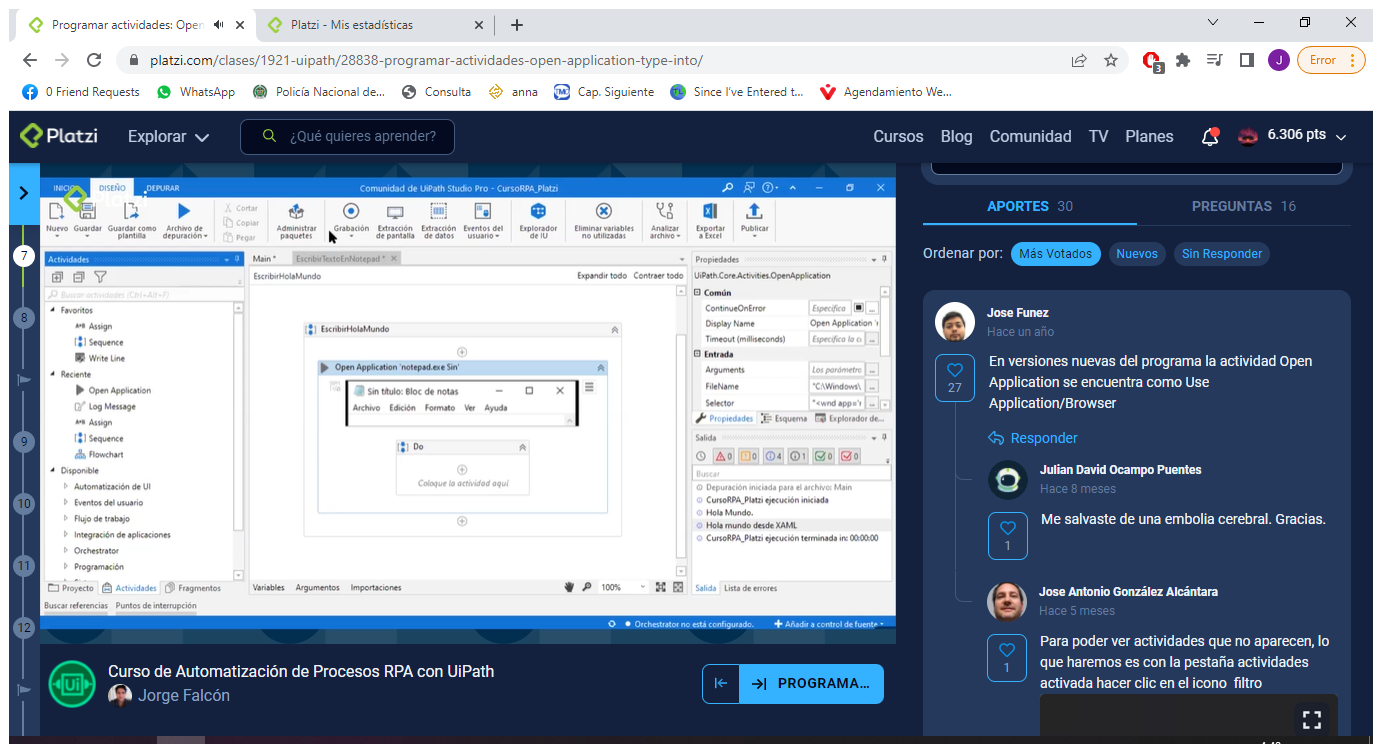 Programar actividades: Open
Platzi - Mis estadísticas
platzi.com/clases/1921-uipath/28838-programar-actividades-open-application-type-into/
3
J
Error
0 Friend Requests
WhatsApp
Policía Nacional de...
Consulta
anna
Cap. Siguiente
Since I've Entered t...
Agendamiento We...
Platzi
Explorar
¿Qué quieres aprender?
Cursos
Blog
Comunidad
TV
Planes
6.306 pts
7
8
9
10
11
12
DISEÑO
DEPURAR
Comunidad de UiPath Studio Pro - CursoRPA_Platzi
Nuevo
Guardar
Guardar como plantilla
Archivo de depuración
Cortar
Copiar
Pegar
Administrar paquetes
Grabación
Extracción de pantalla
Extracción de datos
Eventos del usuario
Explorador de IU
Eliminar variables no utilizadas
Analizar archivo
Exportar a Excel
Publicar
Actividades
Buscar actividades (Ctrl+Alt+F)
Favoritos
Assign
Sequence
Write Line
Reciente
Open Application
Log Message
Assign
Sequence
Flowchart
Disponible
Automatización de UI
Eventos del usuario
Flujo de trabajo
Integración de aplicaciones
Orchestrator
Programación
Proyecto
Actividades
Fragmentos
Buscar referencias
Puntos de interrupción
Main *
EscribirTextoEnNotepad *
EscribirHolaMundo
Expandir todo
Contraer todo
EscribirHolaMundo
Open Application 'notepad.exe Sin'
Sin título: Bloc de notas
Archivo Edición Formato Ver Ayuda
Do
Coloque la actividad aquí
Variables
Argumentos
Importaciones
100%
Propiedades
UiPath.Core.Activities.OpenApplication
Común
ContinueOnError
Especifica
Display Name
Open Application '
Timeout (milliseconds)
Especifica la
Entrada
Arguments
Los parámetro
FileName
"C:\Windows\
Selector
"<wnd app='
Propiedades
Esquema
Explorador de...
Salida
0
0
4
1
0
0
Buscar
Depuración iniciada para el archivo: Main
CursoRPA_Platzi ejecución iniciada
Hola Mundo.
Hola mundo desde XAML
CursoRPA_Platzi ejecución terminada in: 00:00:00
Salida
Lista de errores
Orchestrator no está configurado.
Añadir a control de fuente
Curso de Automatización de Procesos RPA con UiPath
Jorge Falcón
PROGRAMA...
APORTES 30
PREGUNTAS 16
Ordenar por:
Más Votados
Nuevos
Sin Responder
Jose Funez
Hace un año
27
En versiones nuevas del programa la actividad Open
Application se encuentra como Use
Application/Browser
Responder
Julian David Ocampo Puentes
Hace 8 meses
1
Me salvaste de una embolia cerebral. Gracias.
Jose Antonio González Alcántara
Hace 5 meses
1
Para poder ver actividades que no aparecen, lo
que haremos es con la pestaña actividades
activada hacer clic en el icono filtro